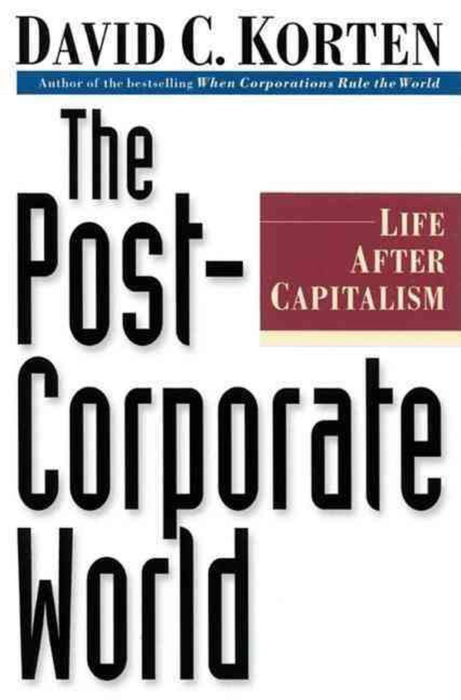 DAVID C. KORTEN
Author of the bestselling When Corporations Rule the World
The
Post-
LIFE
AFTER
CAPITALISM
Corporate
World